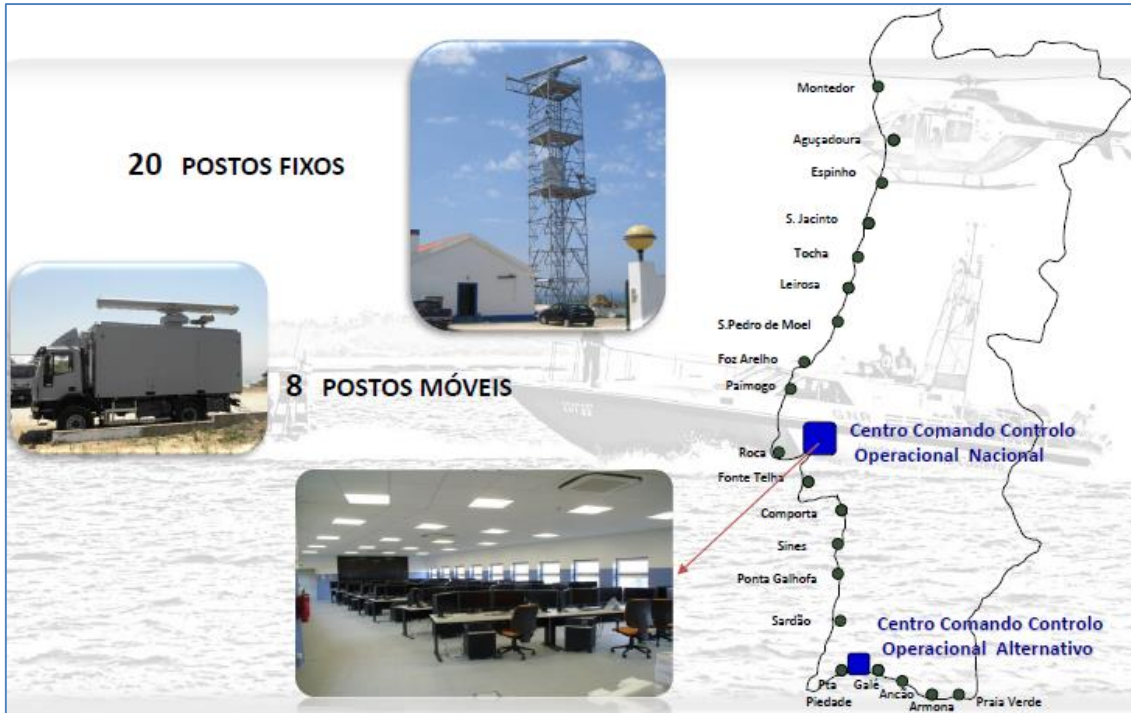 20 POSTOS FIXOS
8 POSTOS MÓVEIS
Montedor
Aguçadoura
Espinho
S. Jacinto
Tocha
Leirosa
S.Pedro de Moel
Foz Arelho
Paimogo
Roca
Centro Comando Controlo
Operacional Nacional
Fonte Telha
Comporta
Sines
Ponta Galhofa
Sardão
Centro Comando Controlo
Operacional Alternativo
Pta
Piedade
Galé
Ancão
Armona
Praia Verde